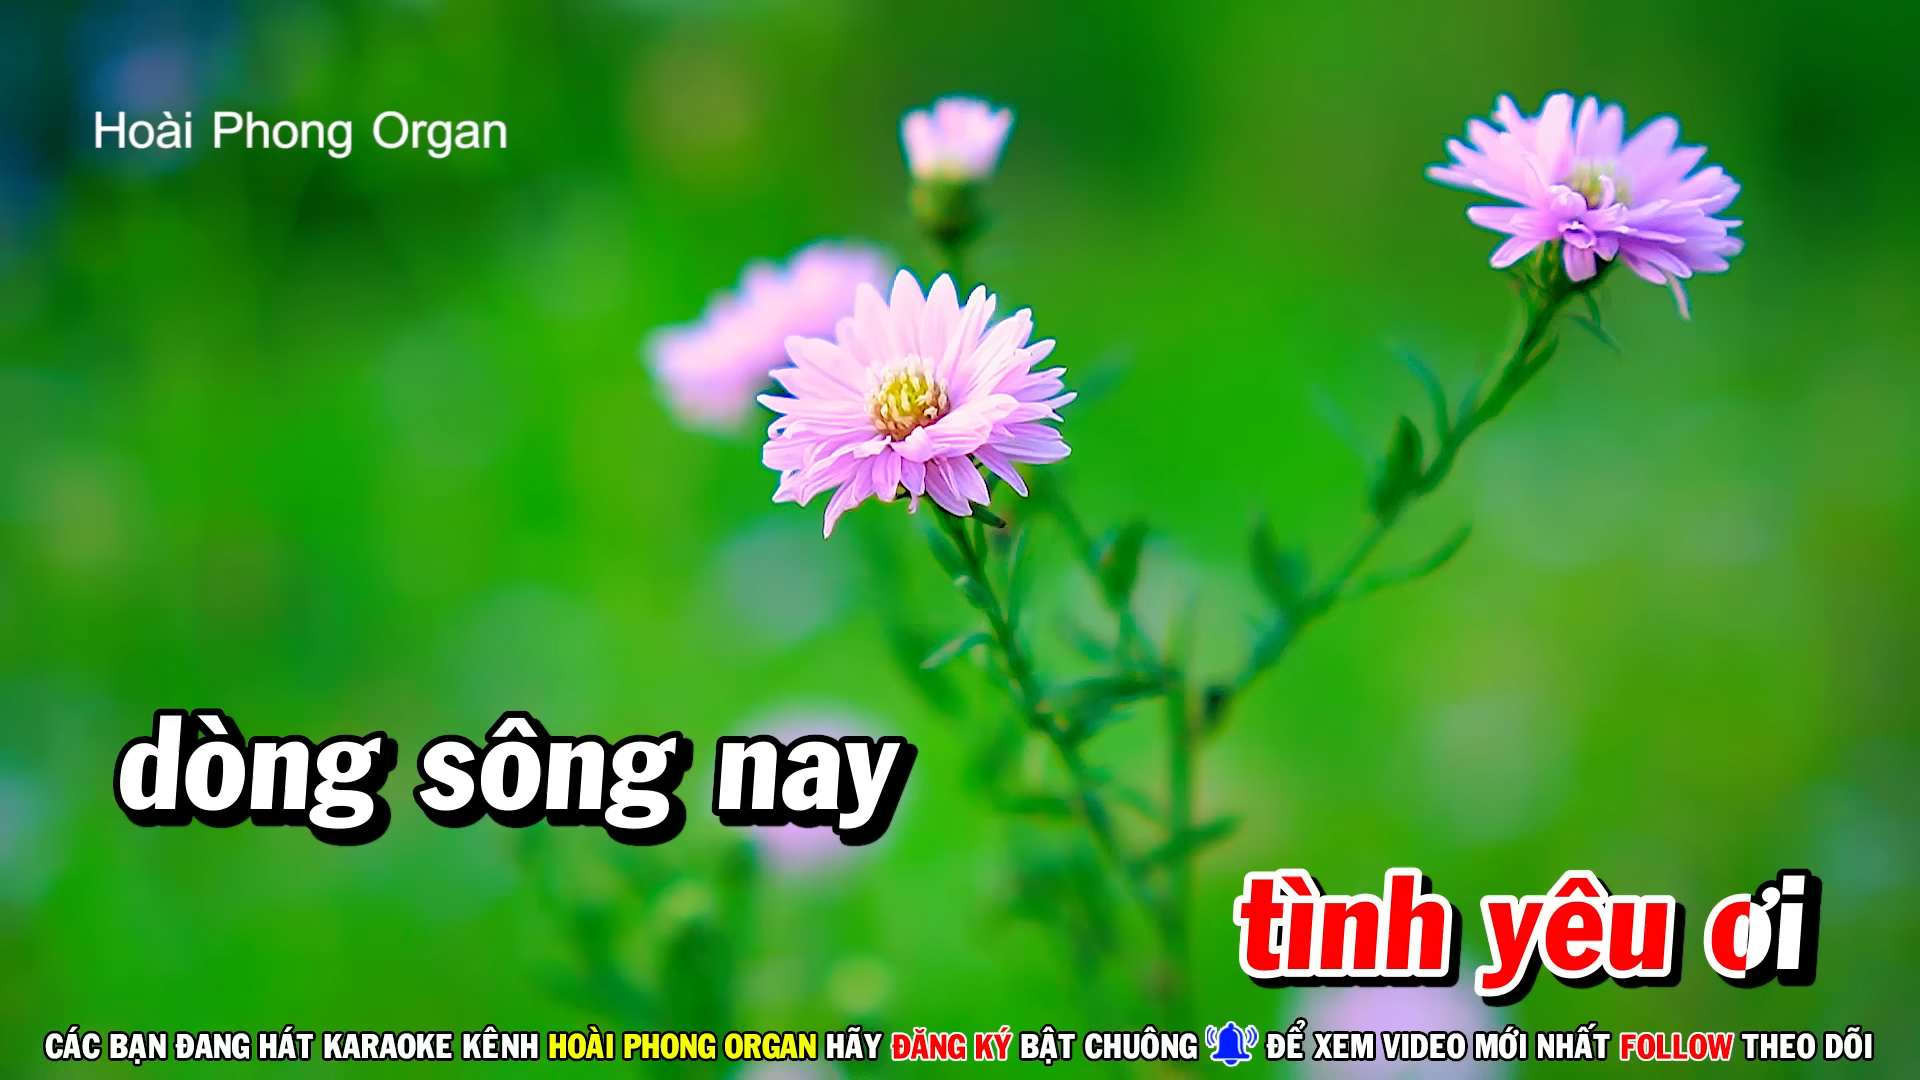 Hoài Phong Organ
dòng sông nay
tình yêu ơi
CÁC BẠN ĐANG HÁT KARAOKE KÊNH HOÀI PHONG ORGAN HÃY ĐĂNG KÝ BẬT CHUÔNG ĐỂ XEM VIDEO MỚI NHẤT FOLLOW THEO DÕI